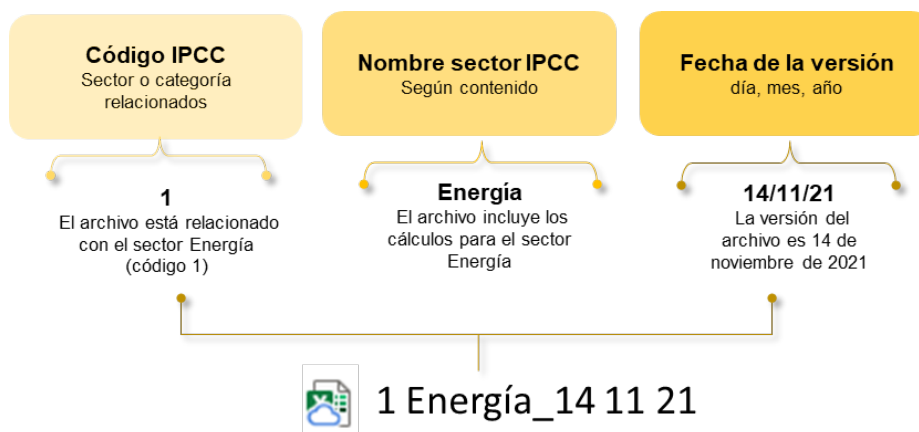 Código IPCC
Sector o categoría
relacionados
Nombre sector IPCC
Según contenido
Fecha de la versión
día, mes, año
1
El archivo está relacionado
con el sector Energía
(código 1)
Energía
El archivo incluye los
cálculos para el sector
Energía
14/11/21
La versión del
archivo es 14 de
noviembre de 2021
1 Energía_14 11 21